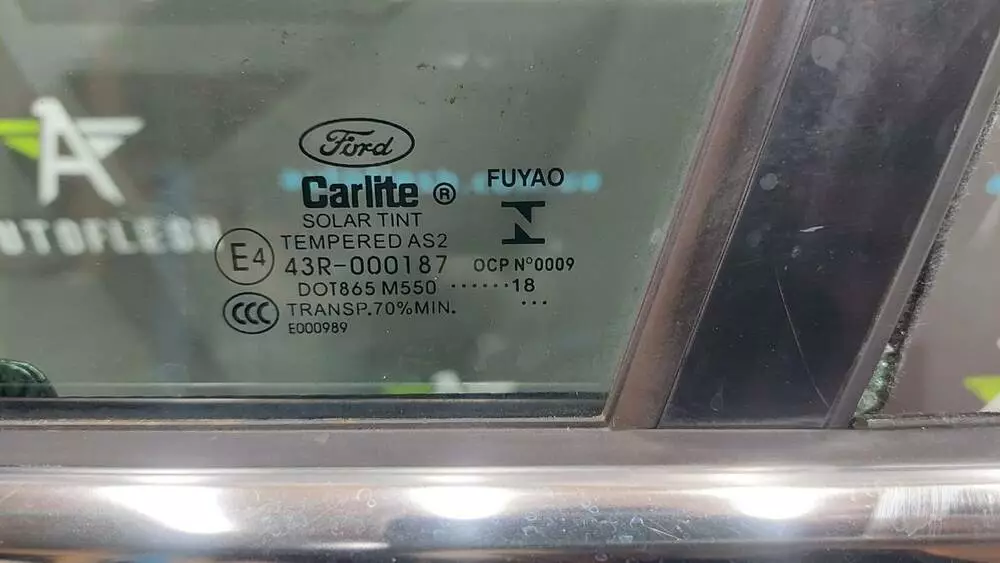 Ford
Carlite ®
SOLAR TINT
TEMPERED AS2
E4
43R-000187
DOT865 M550 ······18
···
CCC
TRANSP.70%MIN.
E000989
FUYAO
OCP N°0009
A
UTOFLESS